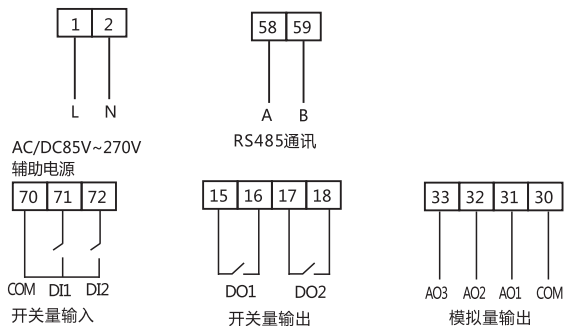 1 2
L N
AC/DC85V~270V
辅助电源
58 59
A B
RS485通讯
70 71 72
COM DI1 DI2
开关量输入
15 16 17 18
DO1 DO2
开关量输出
33 32 31 30
AO3 AO2 AO1 COM
模拟量输出